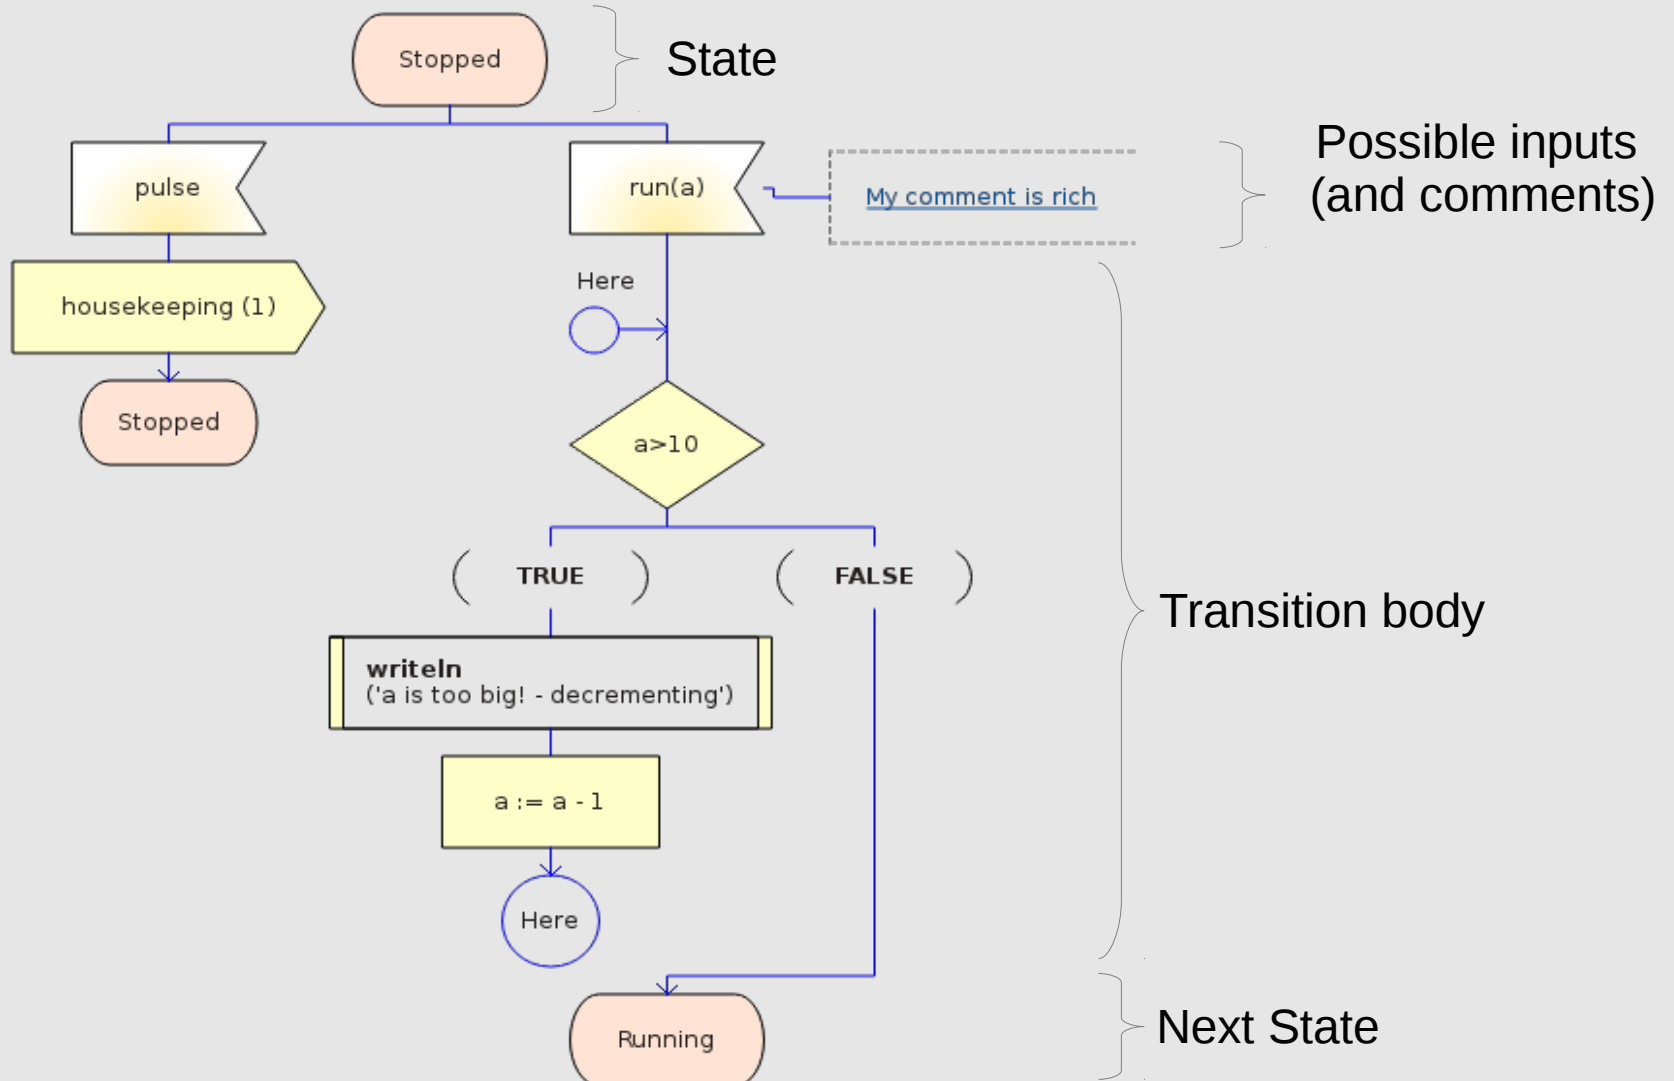 Stopped
State
pulse
run(a)
My comment is rich
Possible inputs
(and comments)
Here
housekeeping (1)
Stopped
a>10
TRUE
FALSE
Transition body
writeln
('a is too big! - decrementing')
a := a - 1
Here
Running
Next State